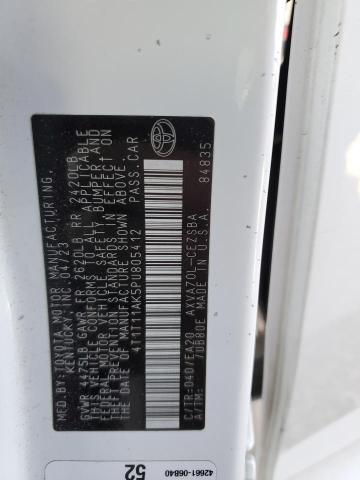 MFD.BY: TOYOTA MOTOR MANUFACTURING,
KENTUCKY, INC. 04/23
GVWR 4475LB GAWR FR 2620LB RR 2420LB
THIS VEHICLE CONFORMS TO ALL APPLICABLE
FEDERAL MOTOR VEHICLE SAFETY, BUMPER, AND
THEFT PREVENTION STANDARDS IN EFFECT ON
THE DATE OF MANUFACTURE SHOWN ABOVE.
4T1T11AK5PU805412 PASS.CAR
C/TR:040/EA20 AXVA70L-CEZSBA
A/TM: /UB80E MADE IN U.S.A.
84835
42661-06840
52